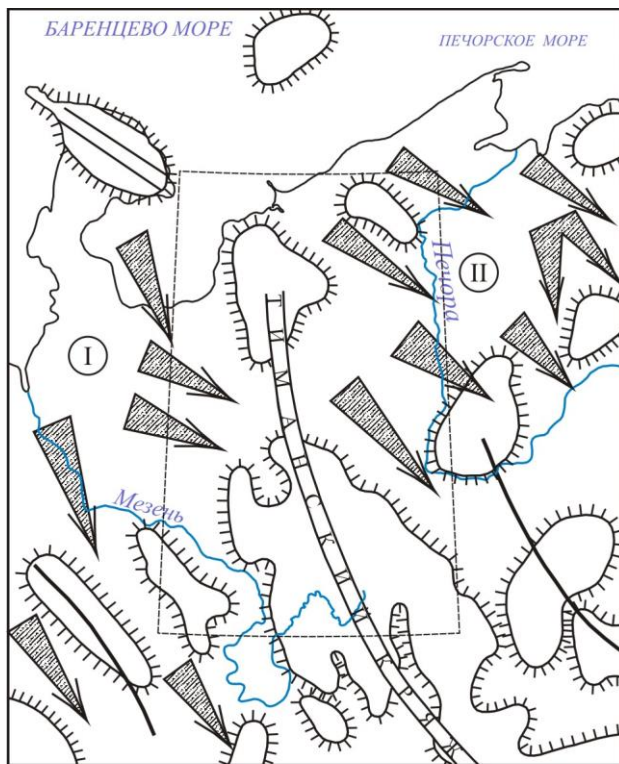 БАРЕНЦЕВО МОРЕ
ПЕЧОРСКОЕ МОРЕ
II
Печора
I
ТИМАНСКИЙ КРЯЖ
Мезень